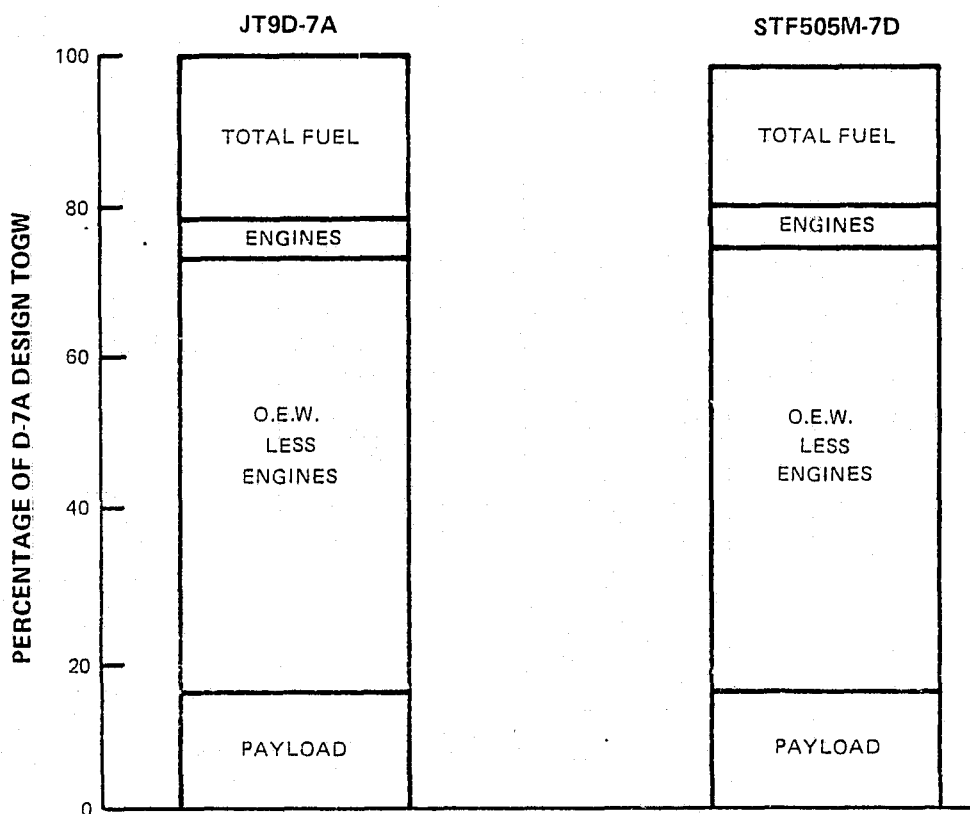 JT9D-7A
STF505M-7D
PERCENTAGE OF D-7A DESIGN TOGW
100
80
60
40
20
0
TOTAL FUEL
ENGINES
O.E.W.
LESS
ENGINES
PAYLOAD
TOTAL FUEL
ENGINES
O.E.W.
LESS
ENGINES
PAYLOAD